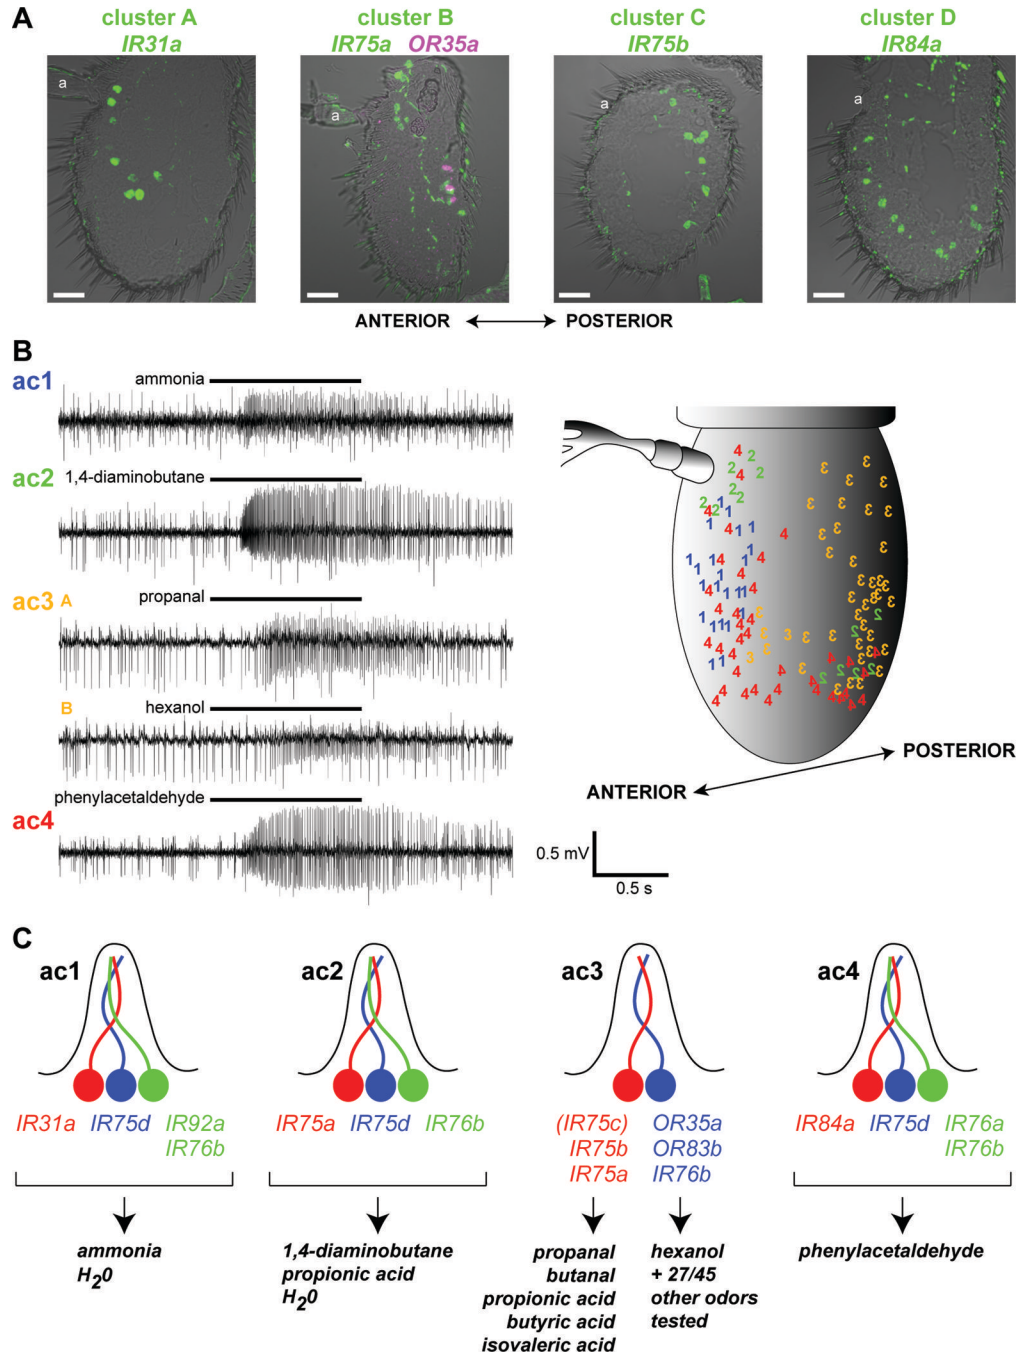 A
cluster A
IR31a
cluster B
IR75a OR35a
cluster C
IR75b
cluster D
IR84a
a
a
a
a
ANTERIOR POSTERIOR
B
ac1
ammonia
ac2
1,4-diaminobutane
ac3 A
propanal
B
hexanol
ac4
phenylacetaldehyde
0.5 mV
0.5 s
POSTERIOR
ANTERIOR
C
ac1
IR31a IR75d IR92a
IR76b
ammonia
H20
ac2
IR75a IR75d IR76b
1,4-diaminobutane
propionic acid
H20
ac3
(IR75c) OR35a
IR75b OR83b
IR75a IR76b
propanal
butanal
propionic acid
butyric acid
isovaleric acid
hexanol
+ 27/45
other odors
tested
ac4
IR84a IR75d IR76a
IR76b
phenylacetaldehyde